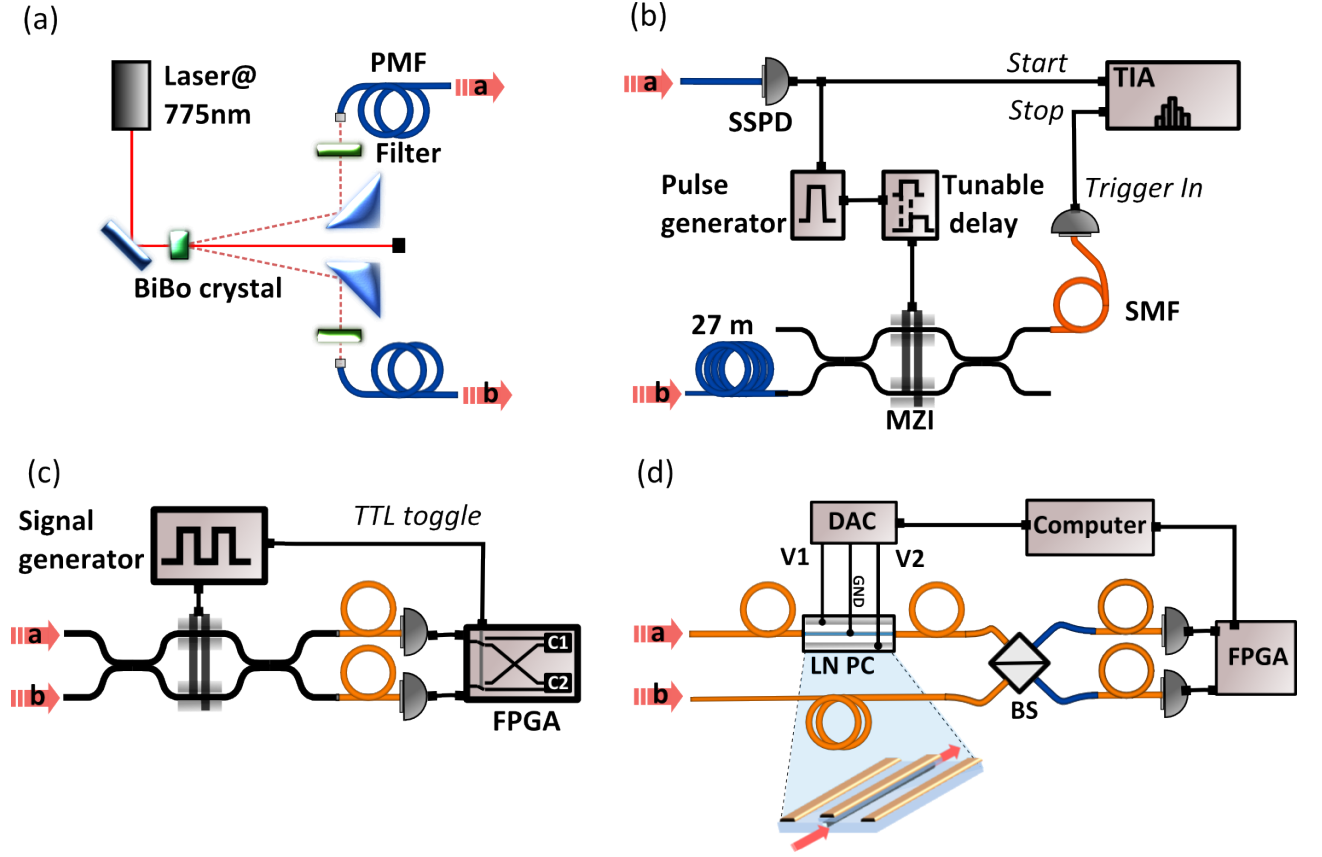 (a)
Laser@
775nm
PMF
a
Filter
BiBo crystal
b
(b)
a
SSPD
Start
Stop
TIA
Pulse
generator
Tunable
delay
Trigger In
27 m
SMF
b
MZI
(c)
Signal
generator
TTL toggle
a
b
C1
C2
FPGA
(d)
DAC
Computer
V1
GND
V2
a
LN PC
FPGA
b
BS